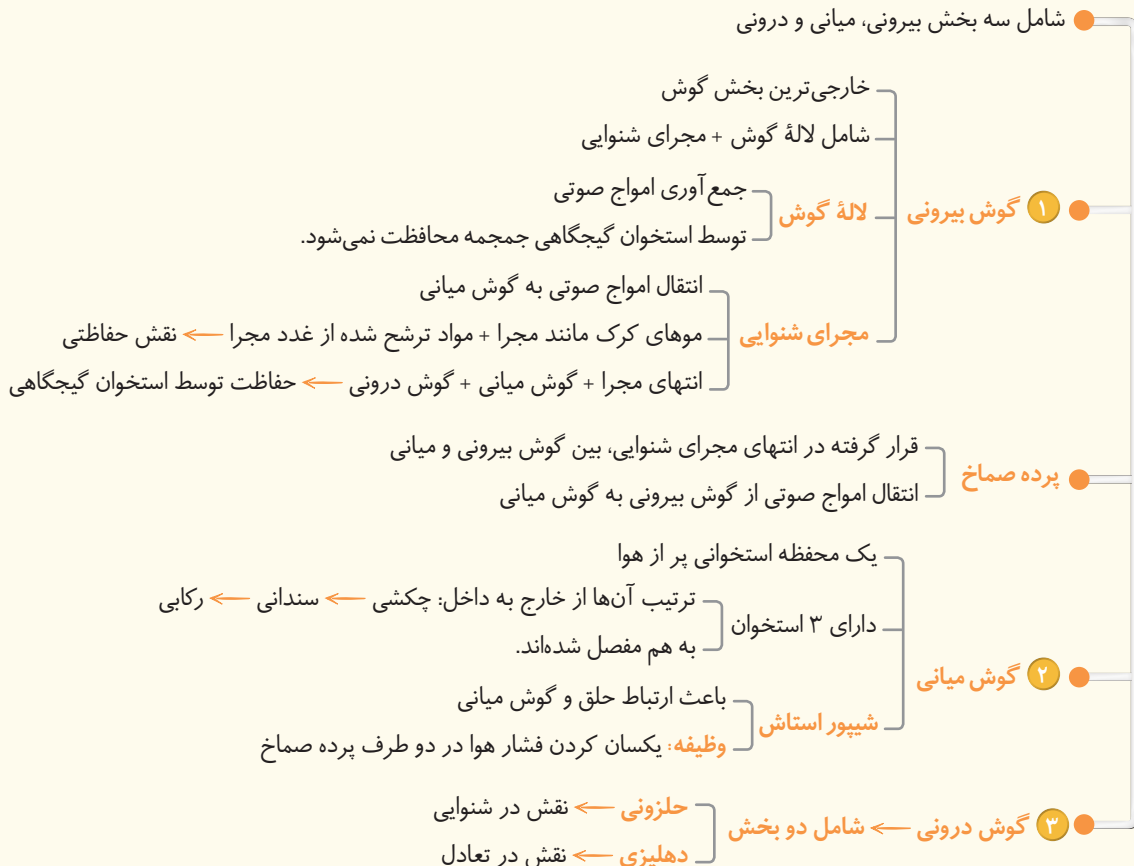 شامل سه بخش بیرونی، میانی و درونی
۱ گوش بیرونی
خارجی‌ترین بخش گوش
شامل لالۀ گوش + مجرای شنوایی
لالۀ گوش
جمع‌آوری امواج صوتی
توسط استخوان گیجگاهی جمجمه محافظت نمی‌شود.
مجرای شنوایی
انتقال امواج صوتی به گوش میانی
موهای کرک مانند مجرا + مواد ترشح شده از غدد مجرا ← نقش حفاظتی
انتهای مجرا + گوش میانی + گوش درونی ← حفاظت توسط استخوان گیجگاهی
پرده صماخ
قرار گرفته در انتهای مجرای شنوایی، بین گوش بیرونی و میانی
انتقال امواج صوتی از گوش بیرونی به گوش میانی
۲ گوش میانی
یک محفظه استخوانی پر از هوا
دارای ۳ استخوان
ترتیب آن‌ها از خارج به داخل: چکشی ← سندانی ← رکابی
به هم مفصل شده‌اند.
شیپور استاش
باعث ارتباط حلق و گوش میانی
وظیفه: یکسان کردن فشار هوا در دو طرف پرده صماخ
۳ گوش درونی ← شامل دو بخش
حلزونی ← نقش در شنوایی
دهلیزی ← نقش در تعادل